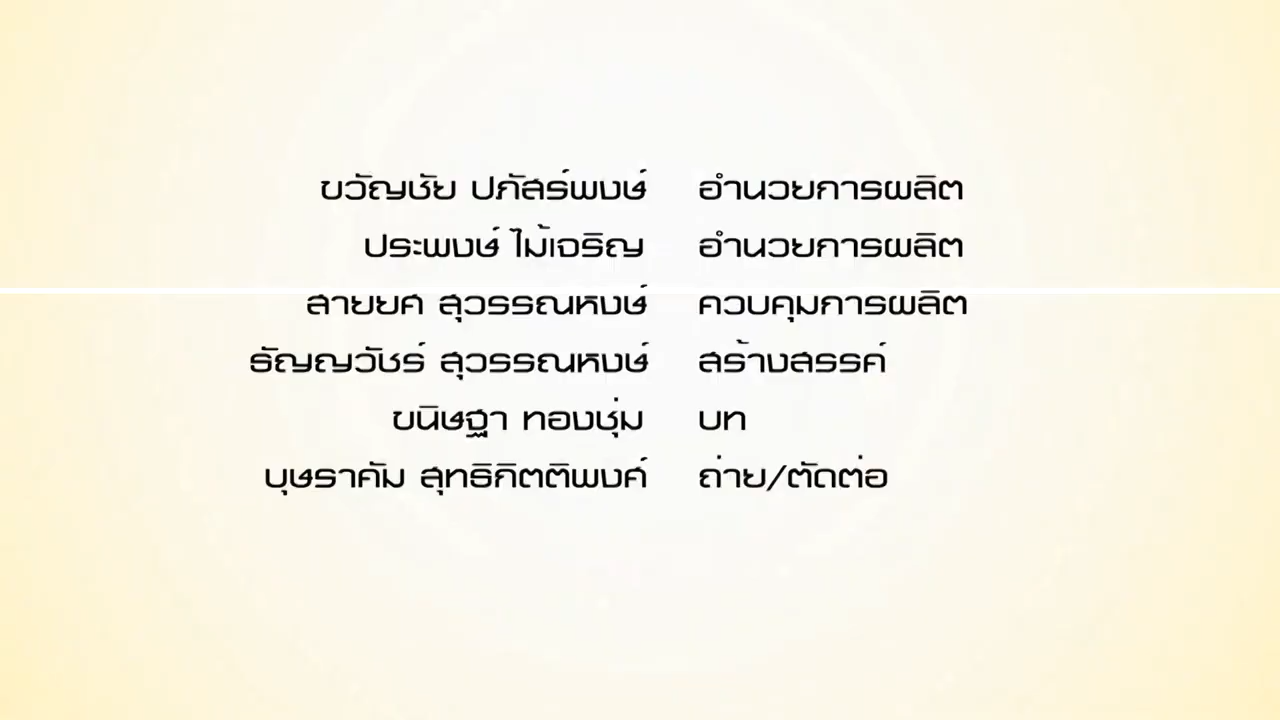 ขวัญชัย ปภัสร์พงษ์ อำนวยการผลิต
ประพงษ์ ไม้เจริญ อำนวยการผลิต
สายยศ สุวรรณหงษ์ ควบคุมการผลิต
ธัญญวัชร์ สุวรรณหงษ์ สร้างสรรค์
ขนิษฐา ทองชุ่ม บท
บุษราคัม สุทธิกิตติพงศ์ ถ่าย/ตัดต่อ